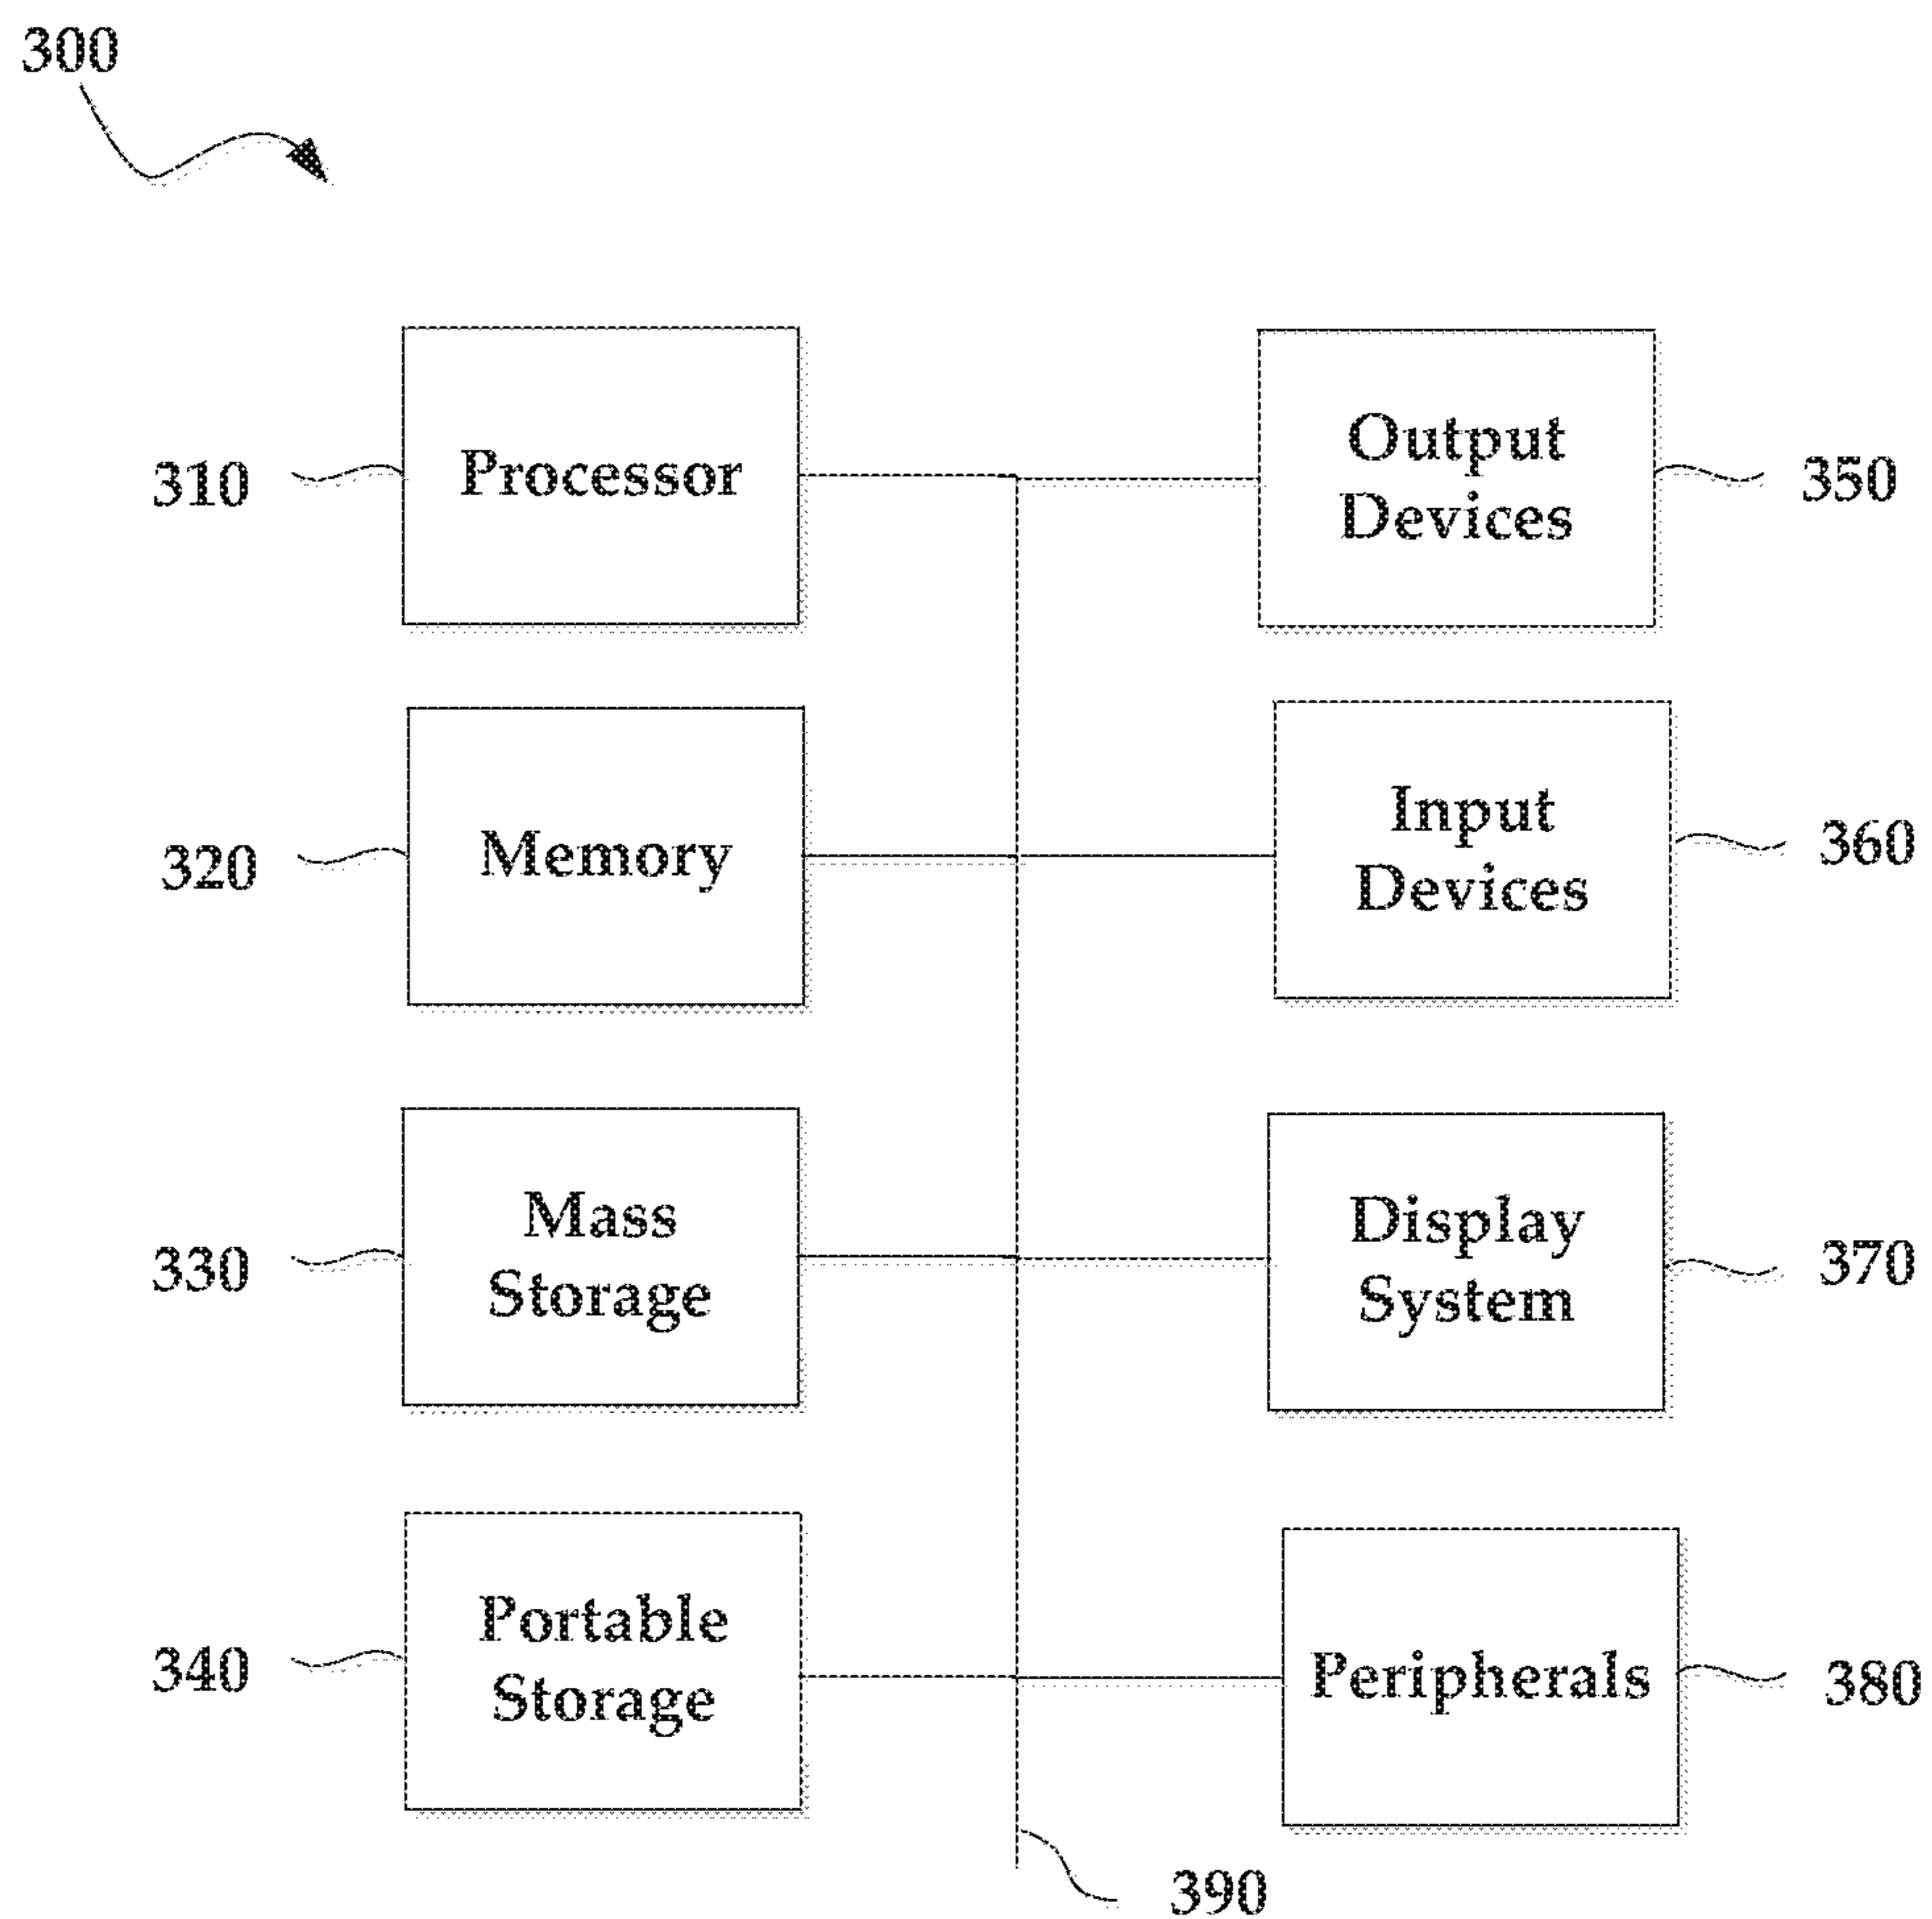 300
310
Processor
Output
Devices
350
320
Memory
Input
Devices
360
330
Mass
Storage
Display
System
370
340
Portable
Storage
Peripherals
380
390